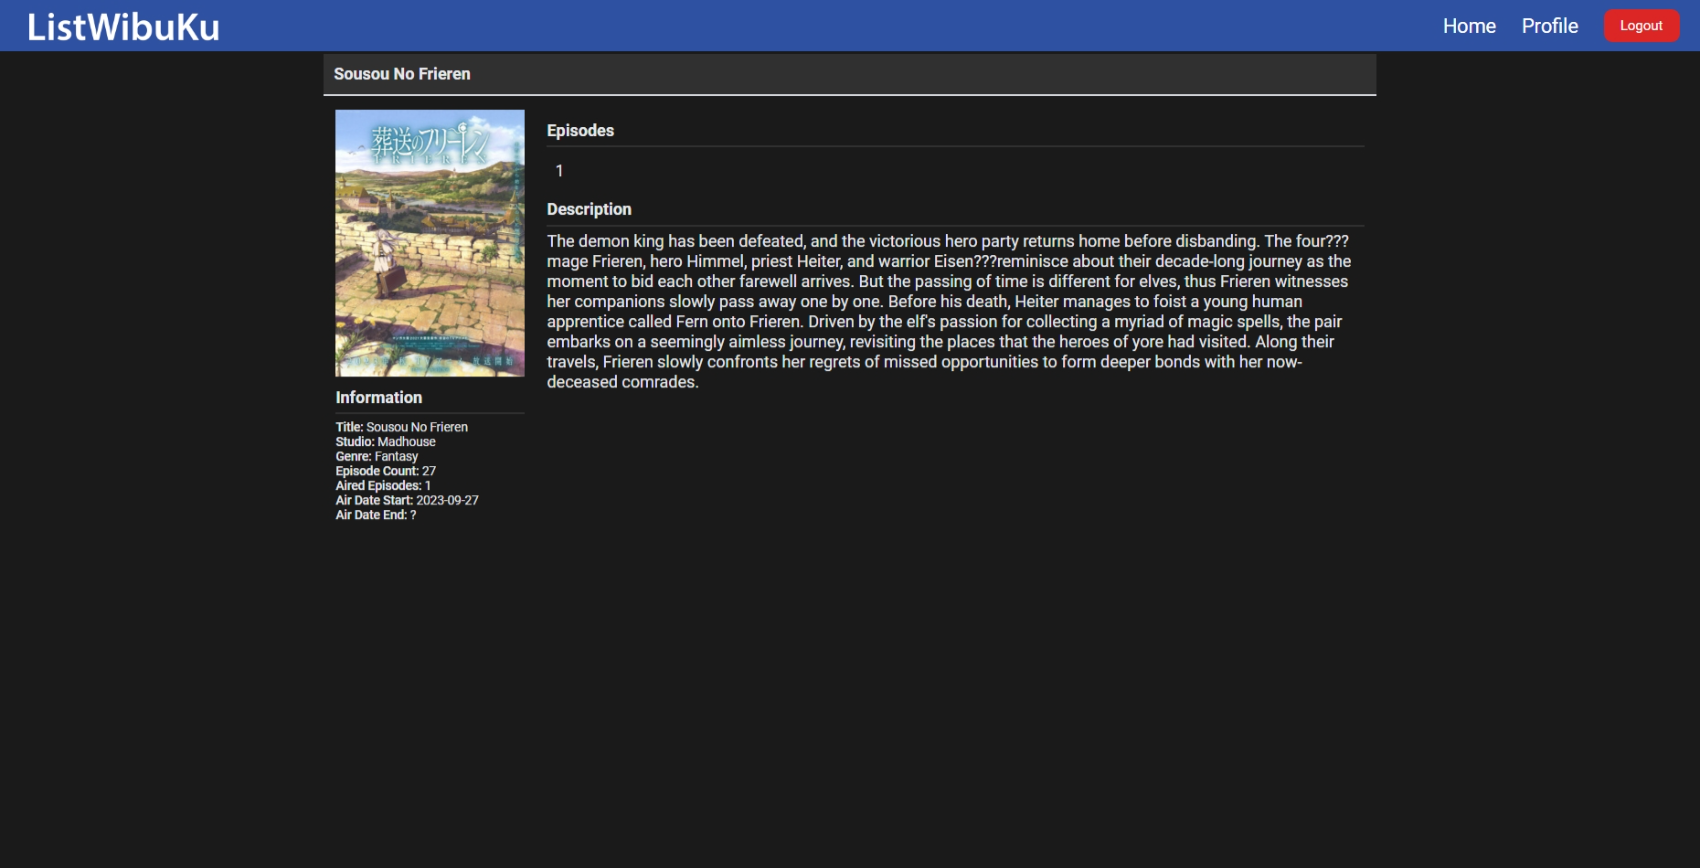 ListWibuKu
Home
Profile
Logout
Sousou No Frieren
葬送のフリーレン
FRIEREN
Episodes
1
Description
The demon king has been defeated, and the victorious hero party returns home before disbanding. The four???
mage Frieren, hero Himmel, priest Heiter, and warrior Eisen???reminisce about their decade-long journey as the
moment to bid each other farewell arrives. But the passing of time is different for elves, thus Frieren witnesses
her companions slowly pass away one by one. Before his death, Heiter manages to foist a young human
apprentice called Fern onto Frieren. Driven by the elf's passion for collecting a myriad of magic spells, the pair
embarks on a seemingly aimless journey, revisiting the places that the heroes of yore had visited. Along their
travels, Frieren slowly confronts her regrets of missed opportunities to form deeper bonds with her now-
deceased comrades.
Information
Title: Sousou No Frieren
Studio: Madhouse
Genre: Fantasy
Episode Count: 27
Aired Episodes: 1
Air Date Start: 2023-09-27
Air Date End: ?